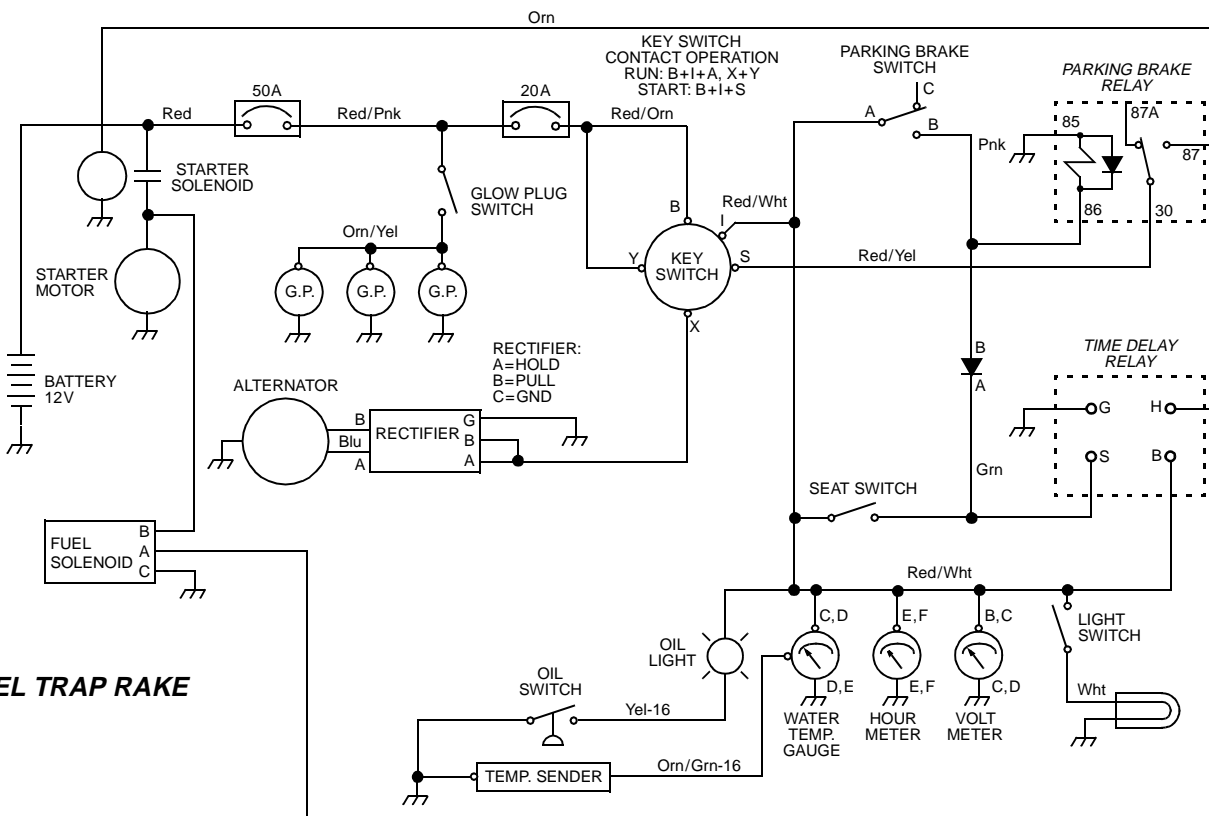 Orn
KEY SWITCH
CONTACT OPERATION
RUN: B+I+A, X+Y
START: B+I+S
PARKING BRAKE
SWITCH
C
A
B
PARKING BRAKE
RELAY
87A
85
87
86
30
Pnk
50A
Red
Red/Pnk
20A
Red/Orn
STARTER
SOLENOID
GLOW PLUG
SWITCH
Orn/Yel
B
I
Red/Wht
Y
KEY
SWITCH
S
X
Red/Yel
STARTER
MOTOR
G.P.
G.P.
G.P.
BATTERY
12V
RECTIFIER:
A=HOLD
B=PULL
C=GND
ALTERNATOR
B
Blu
A
RECTIFIER
G
B
A
B
A
Grn
TIME DELAY
RELAY
G
H
S
B
SEAT SWITCH
FUEL
SOLENOID
B
A
C
Red/Wht
OIL
LIGHT
C,D
D,E
WATER
TEMP.
GAUGE
E,F
E,F
HOUR
METER
B,C
C,D
VOLT
METER
LIGHT
SWITCH
Wht
EL TRAP RAKE
OIL
SWITCH
Yel-16
TEMP. SENDER
Orn/Grn-16